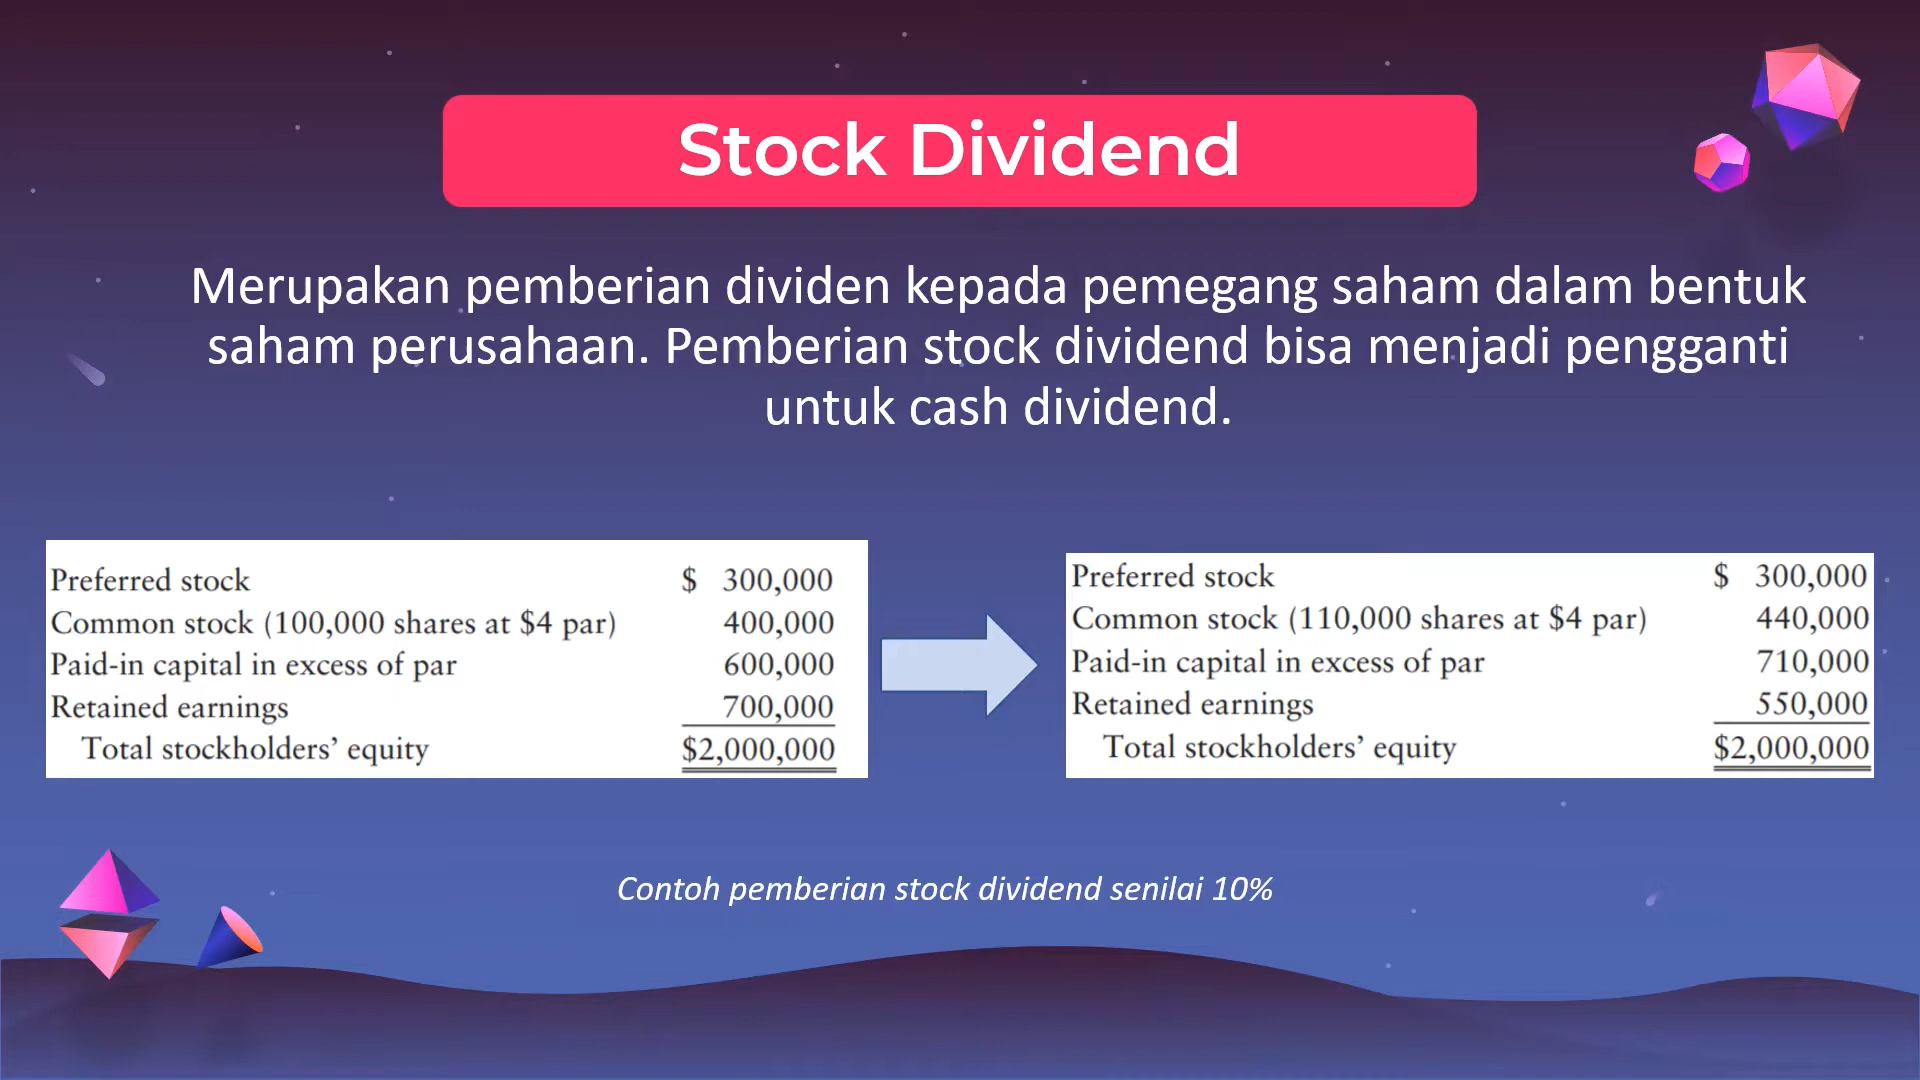 Stock Dividend
Merupakan pemberian dividen kepada pemegang saham dalam bentuk
saham perusahaan. Pemberian stock dividend bisa menjadi pengganti
untuk cash dividend.
Preferred stock $ 300,000
Common stock (100,000 shares at $4 par) 400,000
Paid-in capital in excess of par 600,000
Retained earnings 700,000
Total stockholders’ equity $2,000,000
Preferred stock $ 300,000
Common stock (110,000 shares at $4 par) 440,000
Paid-in capital in excess of par 710,000
Retained earnings 550,000
Total stockholders’ equity $2,000,000
Contoh pemberian stock dividend senilai 10%